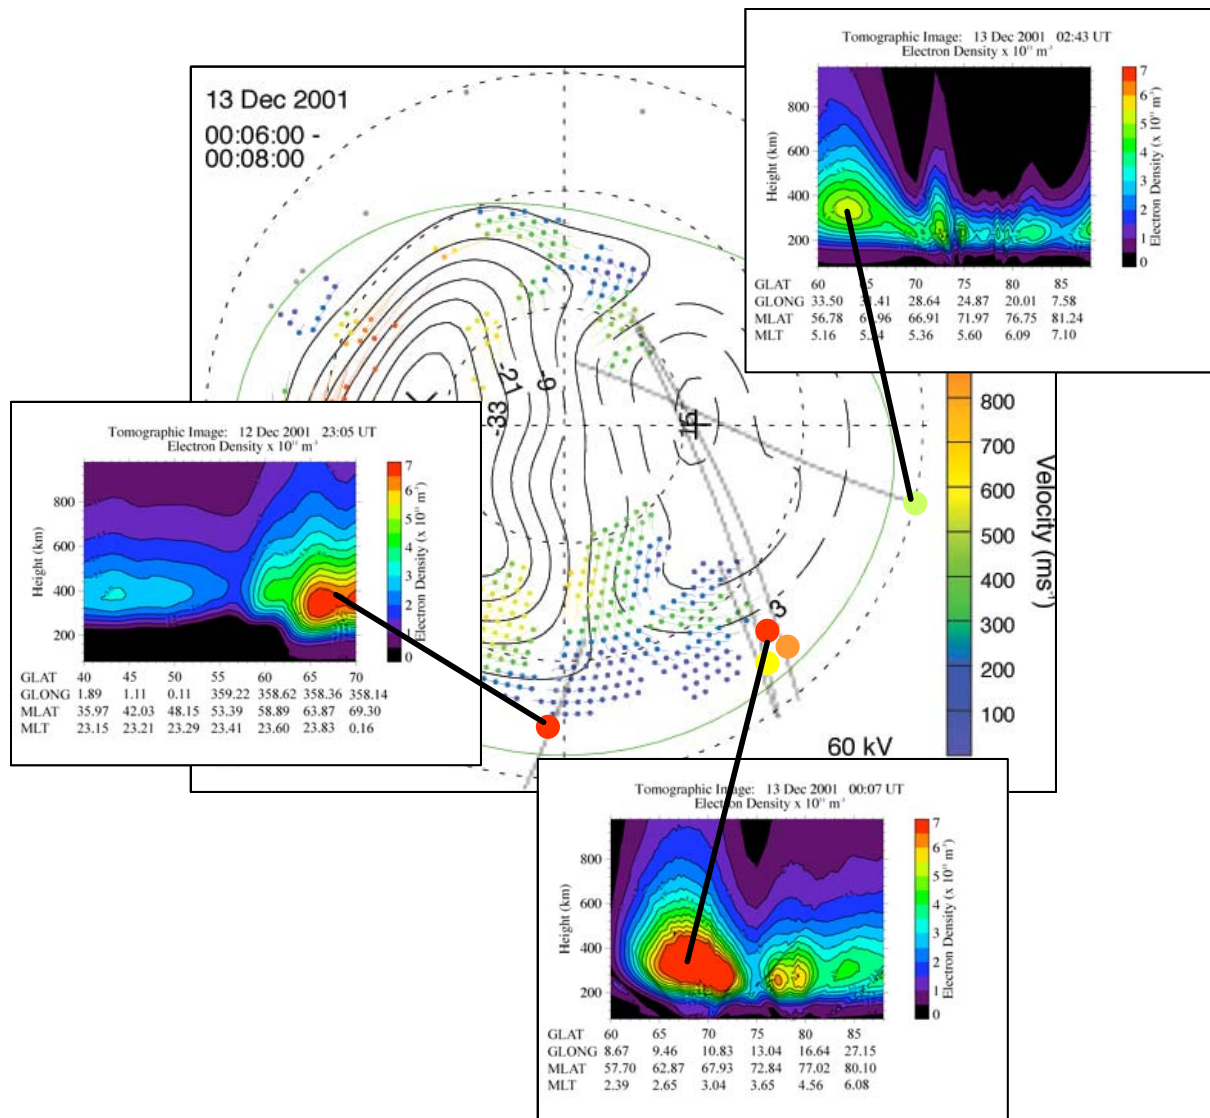 Tomographic Image: 13 Dec 2001 02:43 UT
Electron Density x 10¹¹ m⁻³
Height (km)
800
600
400
200
7
6
5
4
3
2
1
0
Electron Density (x 10¹¹ m⁻³)
GLAT 60 65 70 75 80 85
GLONG 33.50 28.64 24.87 20.01 7.58
MLAT 56.78 66.91 71.97 76.75 81.24
MLT 5.16 5.36 5.60 6.09 7.10
13 Dec 2001
00:06:00 -
00:08:00
-33
-21
-9
15
3
60 kV
800
700
600
500
400
300
200
100
Velocity (ms⁻¹)
Tomographic Image: 12 Dec 2001 23:05 UT
Electron Density x 10¹¹ m⁻³
Height (km)
800
600
400
200
7
6
5
4
3
2
1
0
Electron Density (x 10¹¹ m⁻³)
GLAT 40 45 50 55 60 65 70
GLONG 1.89 1.11 0.11 359.22 358.62 358.36 358.14
MLAT 35.97 42.03 48.15 53.39 58.89 63.87 69.30
MLT 23.15 23.21 23.29 23.41 23.60 23.83 0.16
Tomographic Image: 13 Dec 2001 00:07 UT
Electron Density x 10¹¹ m⁻³
Height (km)
800
600
400
200
7
6
5
4
3
2
1
0
Electron Density (x 10¹¹ m⁻³)
GLAT 60 65 70 75 80 85
GLONG 8.67 9.46 10.83 13.04 16.64 27.15
MLAT 57.70 62.87 67.93 72.84 77.02 80.10
MLT 2.39 2.65 3.04 3.65 4.56 6.08